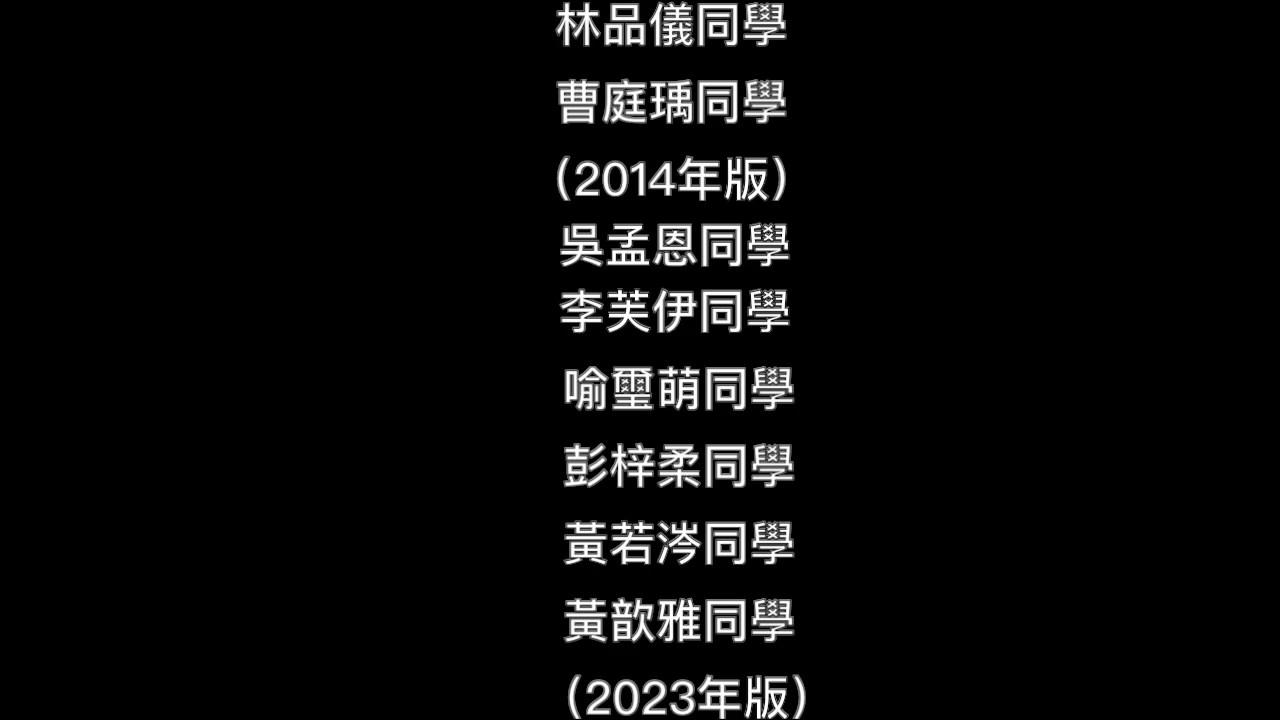 林品儀同學
曹庭瑀同學
（2014年版）
吳孟恩同學
李芙伊同學
喻璽萌同學
彭梓柔同學
黃若涔同學
黃歆雅同學
（2023年版）